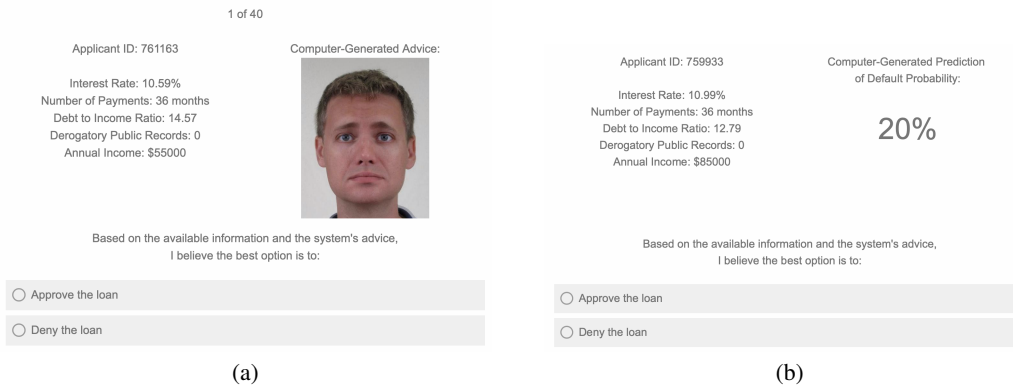 1 of 40
Applicant ID: 761163
Interest Rate: 10.59%
Number of Payments: 36 months
Debt to Income Ratio: 14.57
Derogatory Public Records: 0
Annual Income: $55000
Computer-Generated Advice:
Based on the available information and the system's advice,
I believe the best option is to:
Approve the loan
Deny the loan
(a)
Applicant ID: 759933
Interest Rate: 10.99%
Number of Payments: 36 months
Debt to Income Ratio: 12.79
Derogatory Public Records: 0
Annual Income: $85000
Computer-Generated Prediction
of Default Probability:
20%
Based on the available information and the system's advice,
I believe the best option is to:
Approve the loan
Deny the loan
(b)